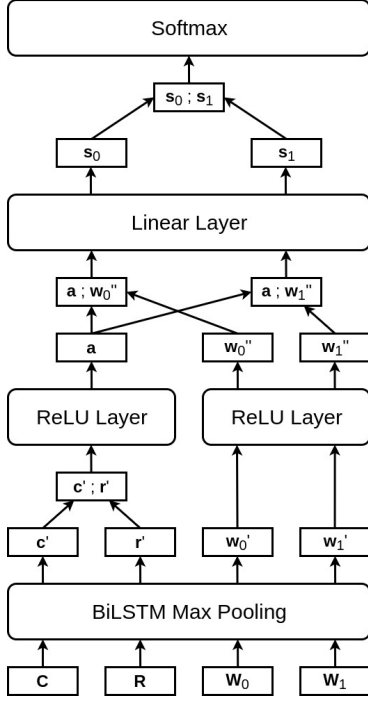 Softmax
s₀ ; s₁
s₀ s₁
Linear Layer
a ; w₀" a ; w₁"
a w₀" w₁"
ReLU Layer ReLU Layer
c' ; r'
c' r' w₀' w₁'
BiLSTM Max Pooling
C R W₀ W₁